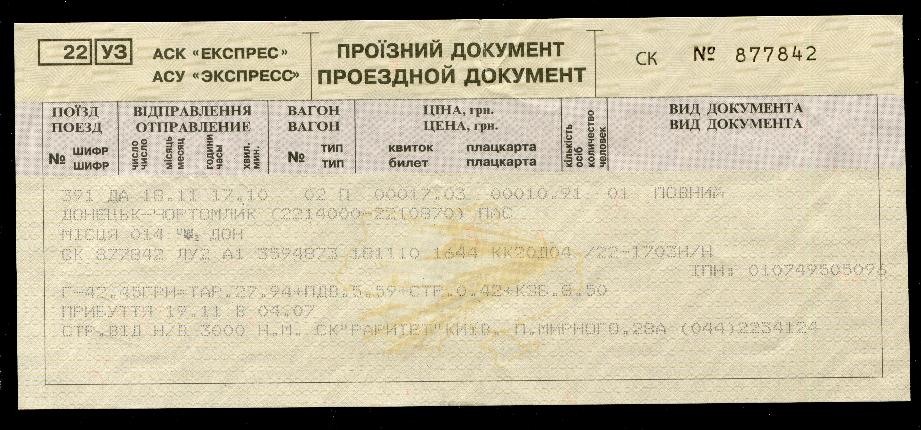 22 УЗ АСК «ЕКСПРЕС» ПРОЇЗНИЙ ДОКУМЕНТ СК № 877842
АСУ «ЭКСПРЕСС» ПРОЕЗДНОЙ ДОКУМЕНТ
ПОЇЗД ВІДПРАВЛЕННЯ ВАГОН ЦІНА, грн. ВИД ДОКУМЕНТА
ПОЕЗД ОТПРАВЛЕНИЕ ВАГОН ЦЕНА, грн. ВИД ДОКУМЕНТА
№ ШИФР ШИФР число число місяць месяц години часы хвил. мин. № ТИП ТИП квиток плацкарта билет плацкарта кількість осіб количество человек
391 ДА 18.11 17.10 02 П 00017.03 00010.91 01 ПОВНИЙ
ДОНЕЦЬК-ЧОРТОМЛИК (2214000-2210870) ПАС
МІСЦЯ 014 ДОН
СК 877842 ЛУ2 А1 3594873 181110 1644 КК20Д04 /22-1703Н/Н
ІПН: 010749505096
Г=42.45ГРН=ТАР.27.94+ПДВ.5.59+СТР.0.42+КЗВ.8.50
ПРИБУТТЯ 19.11 В 04.07
СТР.ВІД Н/В 3000 Н.М. СК"РАРИТЕТ"КИЇВ. П.МИРНОГО.28А (044)2234124